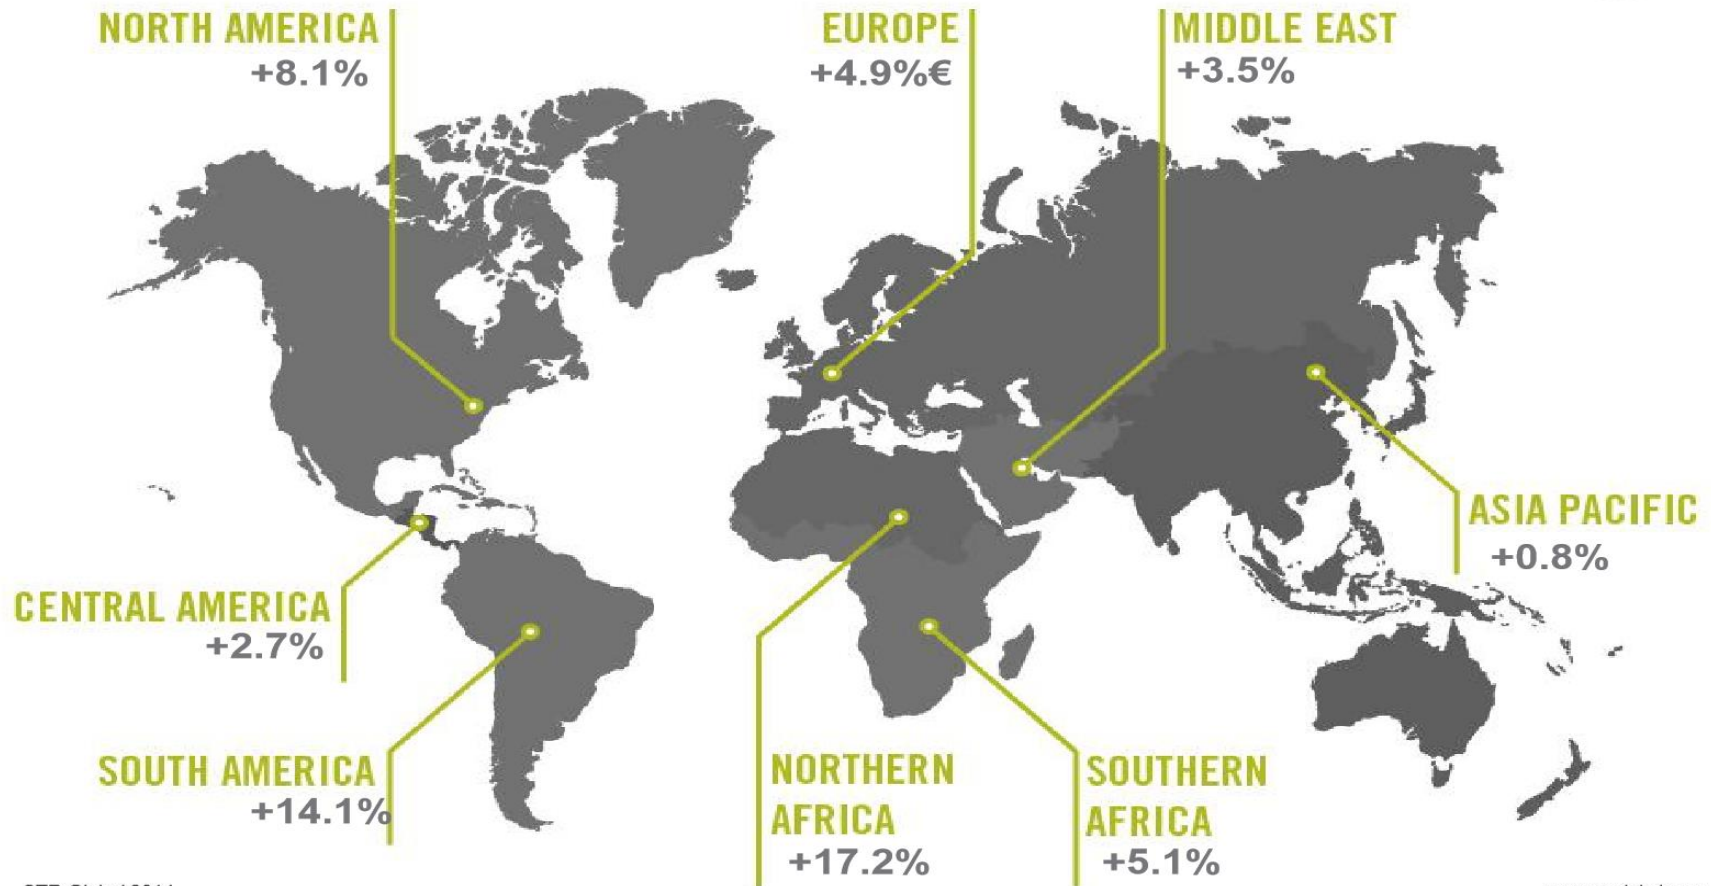 NORTH AMERICA
+8.1%
EUROPE
+4.9%€
MIDDLE EAST
+3.5%
ASIA PACIFIC
+0.8%
CENTRAL AMERICA
+2.7%
SOUTH AMERICA
+14.1%
NORTHERN
AFRICA
+17.2%
SOUTHERN
AFRICA
+5.1%